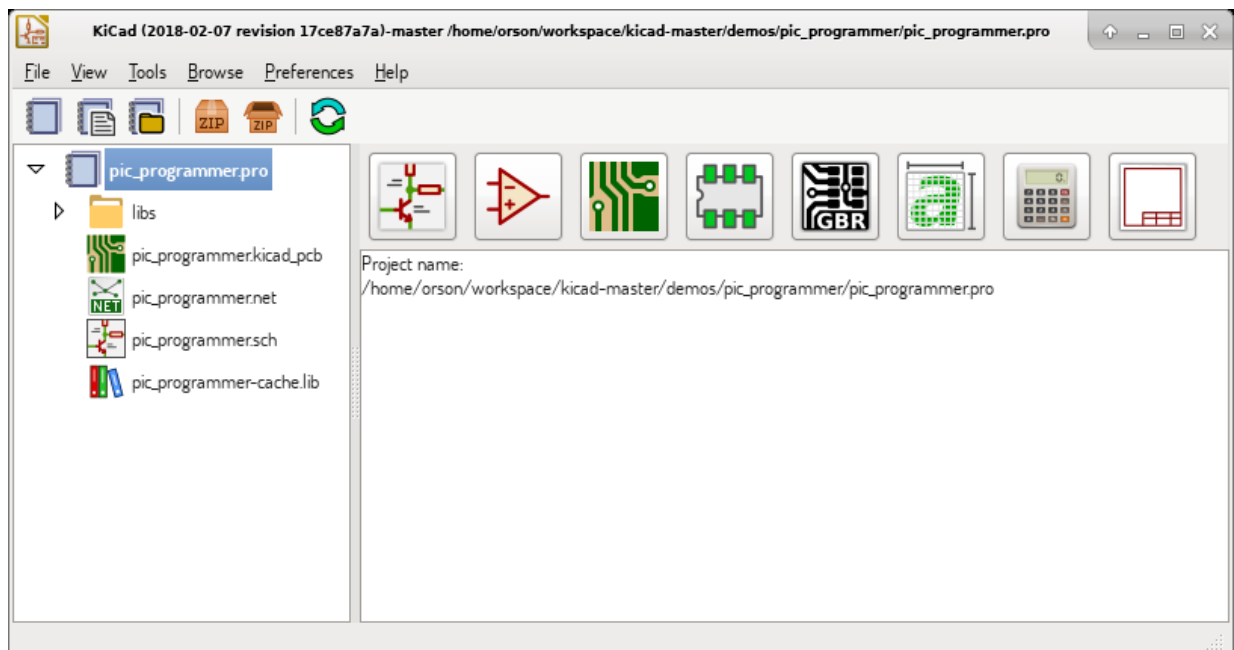 KiCad (2018-02-07 revision 17ce87a7a)-master /home/orson/workspace/kicad-master/demos/pic_programmer/pic_programmer.pro
File View Tools Browse Preferences Help
ZIP ZIP
pic_programmer.pro
libs
pic_programmer.kicad_pcb
NET pic_programmer.net
pic_programmer.sch
pic_programmer-cache.lib
GBR a 0.
Project name:
/home/orson/workspace/kicad-master/demos/pic_programmer/pic_programmer.pro